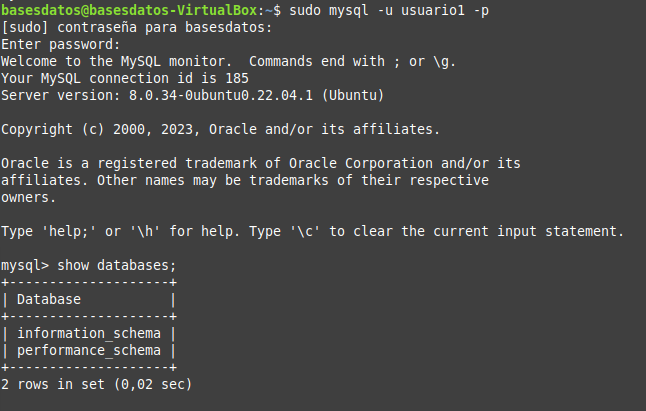 basesdatos@basesdatos-VirtualBox:~$ sudo mysql -u usuario1 -p
[sudo] contraseña para basesdatos:
Enter password:
Welcome to the MySQL monitor.  Commands end with ; or \g.
Your MySQL connection id is 185
Server version: 8.0.34-0ubuntu0.22.04.1 (Ubuntu)

Copyright (c) 2000, 2023, Oracle and/or its affiliates.

Oracle is a registered trademark of Oracle Corporation and/or its
affiliates. Other names may be trademarks of their respective
owners.

Type 'help;' or '\h' for help. Type '\c' to clear the current input statement.

mysql> show databases;
+--------------------+
| Database           |
+--------------------+
| information_schema |
| performance_schema |
+--------------------+
2 rows in set (0,02 sec)